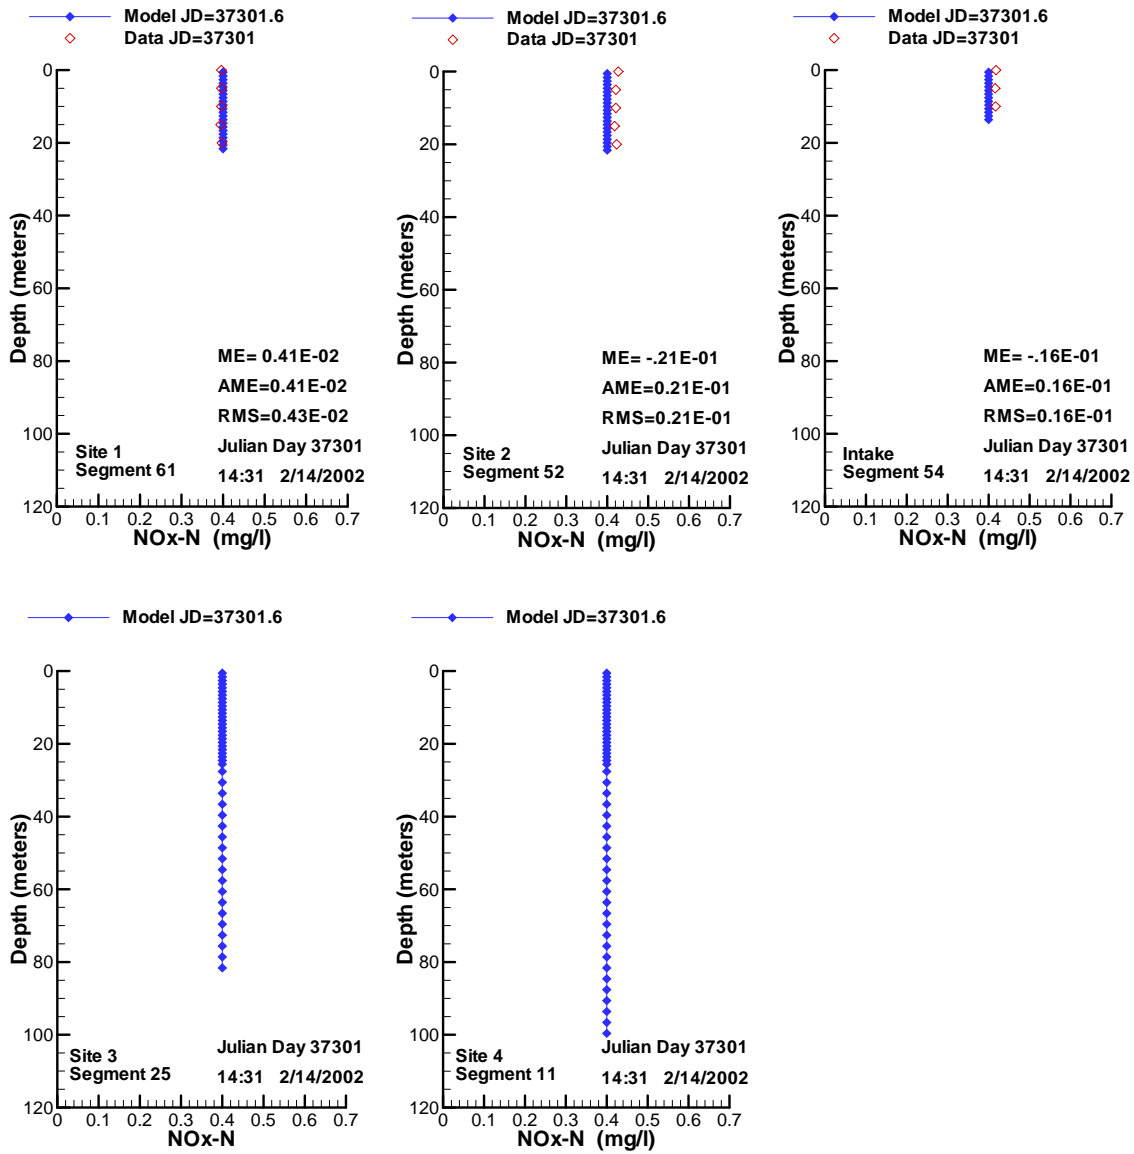 Model JD=37301.6
Data JD=37301
0
20
40
60
80
100
120
Depth (meters)
ME= 0.41E-02
AME=0.41E-02
RMS=0.43E-02
Julian Day 37301
14:31 2/14/2002
Site 1
Segment 61
0 0.1 0.2 0.3 0.4 0.5 0.6 0.7
NOx-N (mg/l)
Model JD=37301.6
Data JD=37301
0
20
40
60
80
100
120
Depth (meters)
ME= -.21E-01
AME=0.21E-01
RMS=0.21E-01
Julian Day 37301
14:31 2/14/2002
Site 2
Segment 52
0 0.1 0.2 0.3 0.4 0.5 0.6 0.7
NOx-N (mg/l)
Model JD=37301.6
Data JD=37301
0
20
40
60
80
100
120
Depth (meters)
ME= -.16E-01
AME=0.16E-01
RMS=0.16E-01
Julian Day 37301
14:31 2/14/2002
Intake
Segment 54
0 0.1 0.2 0.3 0.4 0.5 0.6 0.7
NOx-N (mg/l)
Model JD=37301.6
0
20
40
60
80
100
120
Depth (meters)
Julian Day 37301
14:31 2/14/2002
Site 3
Segment 25
0 0.1 0.2 0.3 0.4 0.5 0.6 0.7
NOx-N
Model JD=37301.6
0
20
40
60
80
100
120
Depth (meters)
Julian Day 37301
14:31 2/14/2002
Site 4
Segment 11
0 0.1 0.2 0.3 0.4 0.5 0.6 0.7
NOx-N (mg/l)